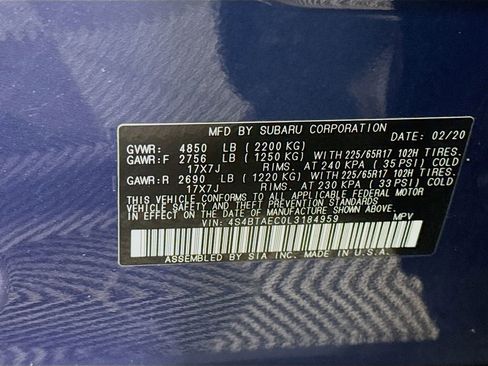 MFD BY SUBARU CORPORATION DATE: 02/20
GVWR: 4850 LB ( 2200 KG)
GAWR:F 2756 LB ( 1250 KG) WITH 225/65R17 102H TIRES.
17X7J RIMS. AT 240 KPA ( 35 PSI) COLD
GAWR:R 2690 LB ( 1220 KG) WITH 225/65R17 102H TIRES.
17X7J RIMS. AT 230 KPA ( 33 PSI) COLD
THIS VEHICLE CONFORMS TO ALL APPLICABLE FEDERAL MOTOR
VEHICLE SAFETY, BUMPER, AND THEFT PREVENTION STANDARDS
IN EFFECT ON THE DATE OF MANUFACTURE SHOWN ABOVE.
VIN: 4S4BTAEC0L3184959 MPV
ASSEMBLED BY SIA INC. MADE IN U.S.A.